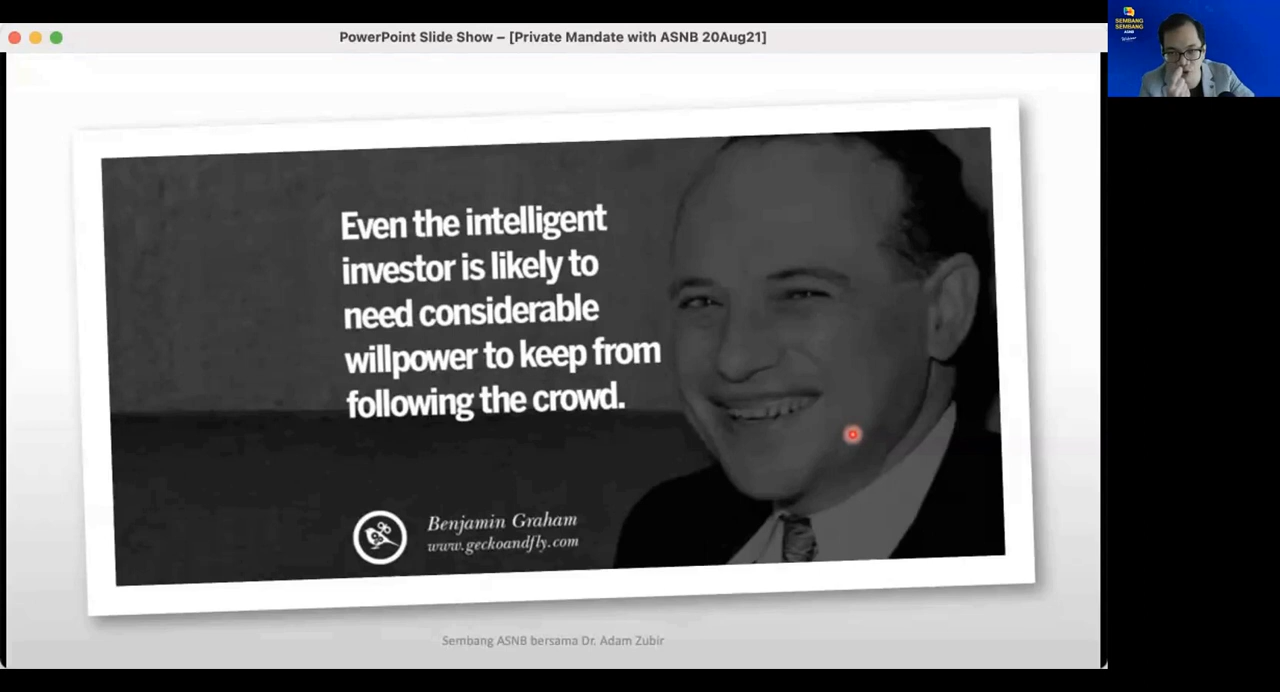 PowerPoint Slide Show – [Private Mandate with ASNB 20Aug21]
SEMBANG
SEMBANG
ASNB
Even the intelligent
investor is likely to
need considerable
willpower to keep from
following the crowd.
Benjamin Graham
www.geckoandfly.com
Sembang ASNB bersama Dr. Adam Zubir